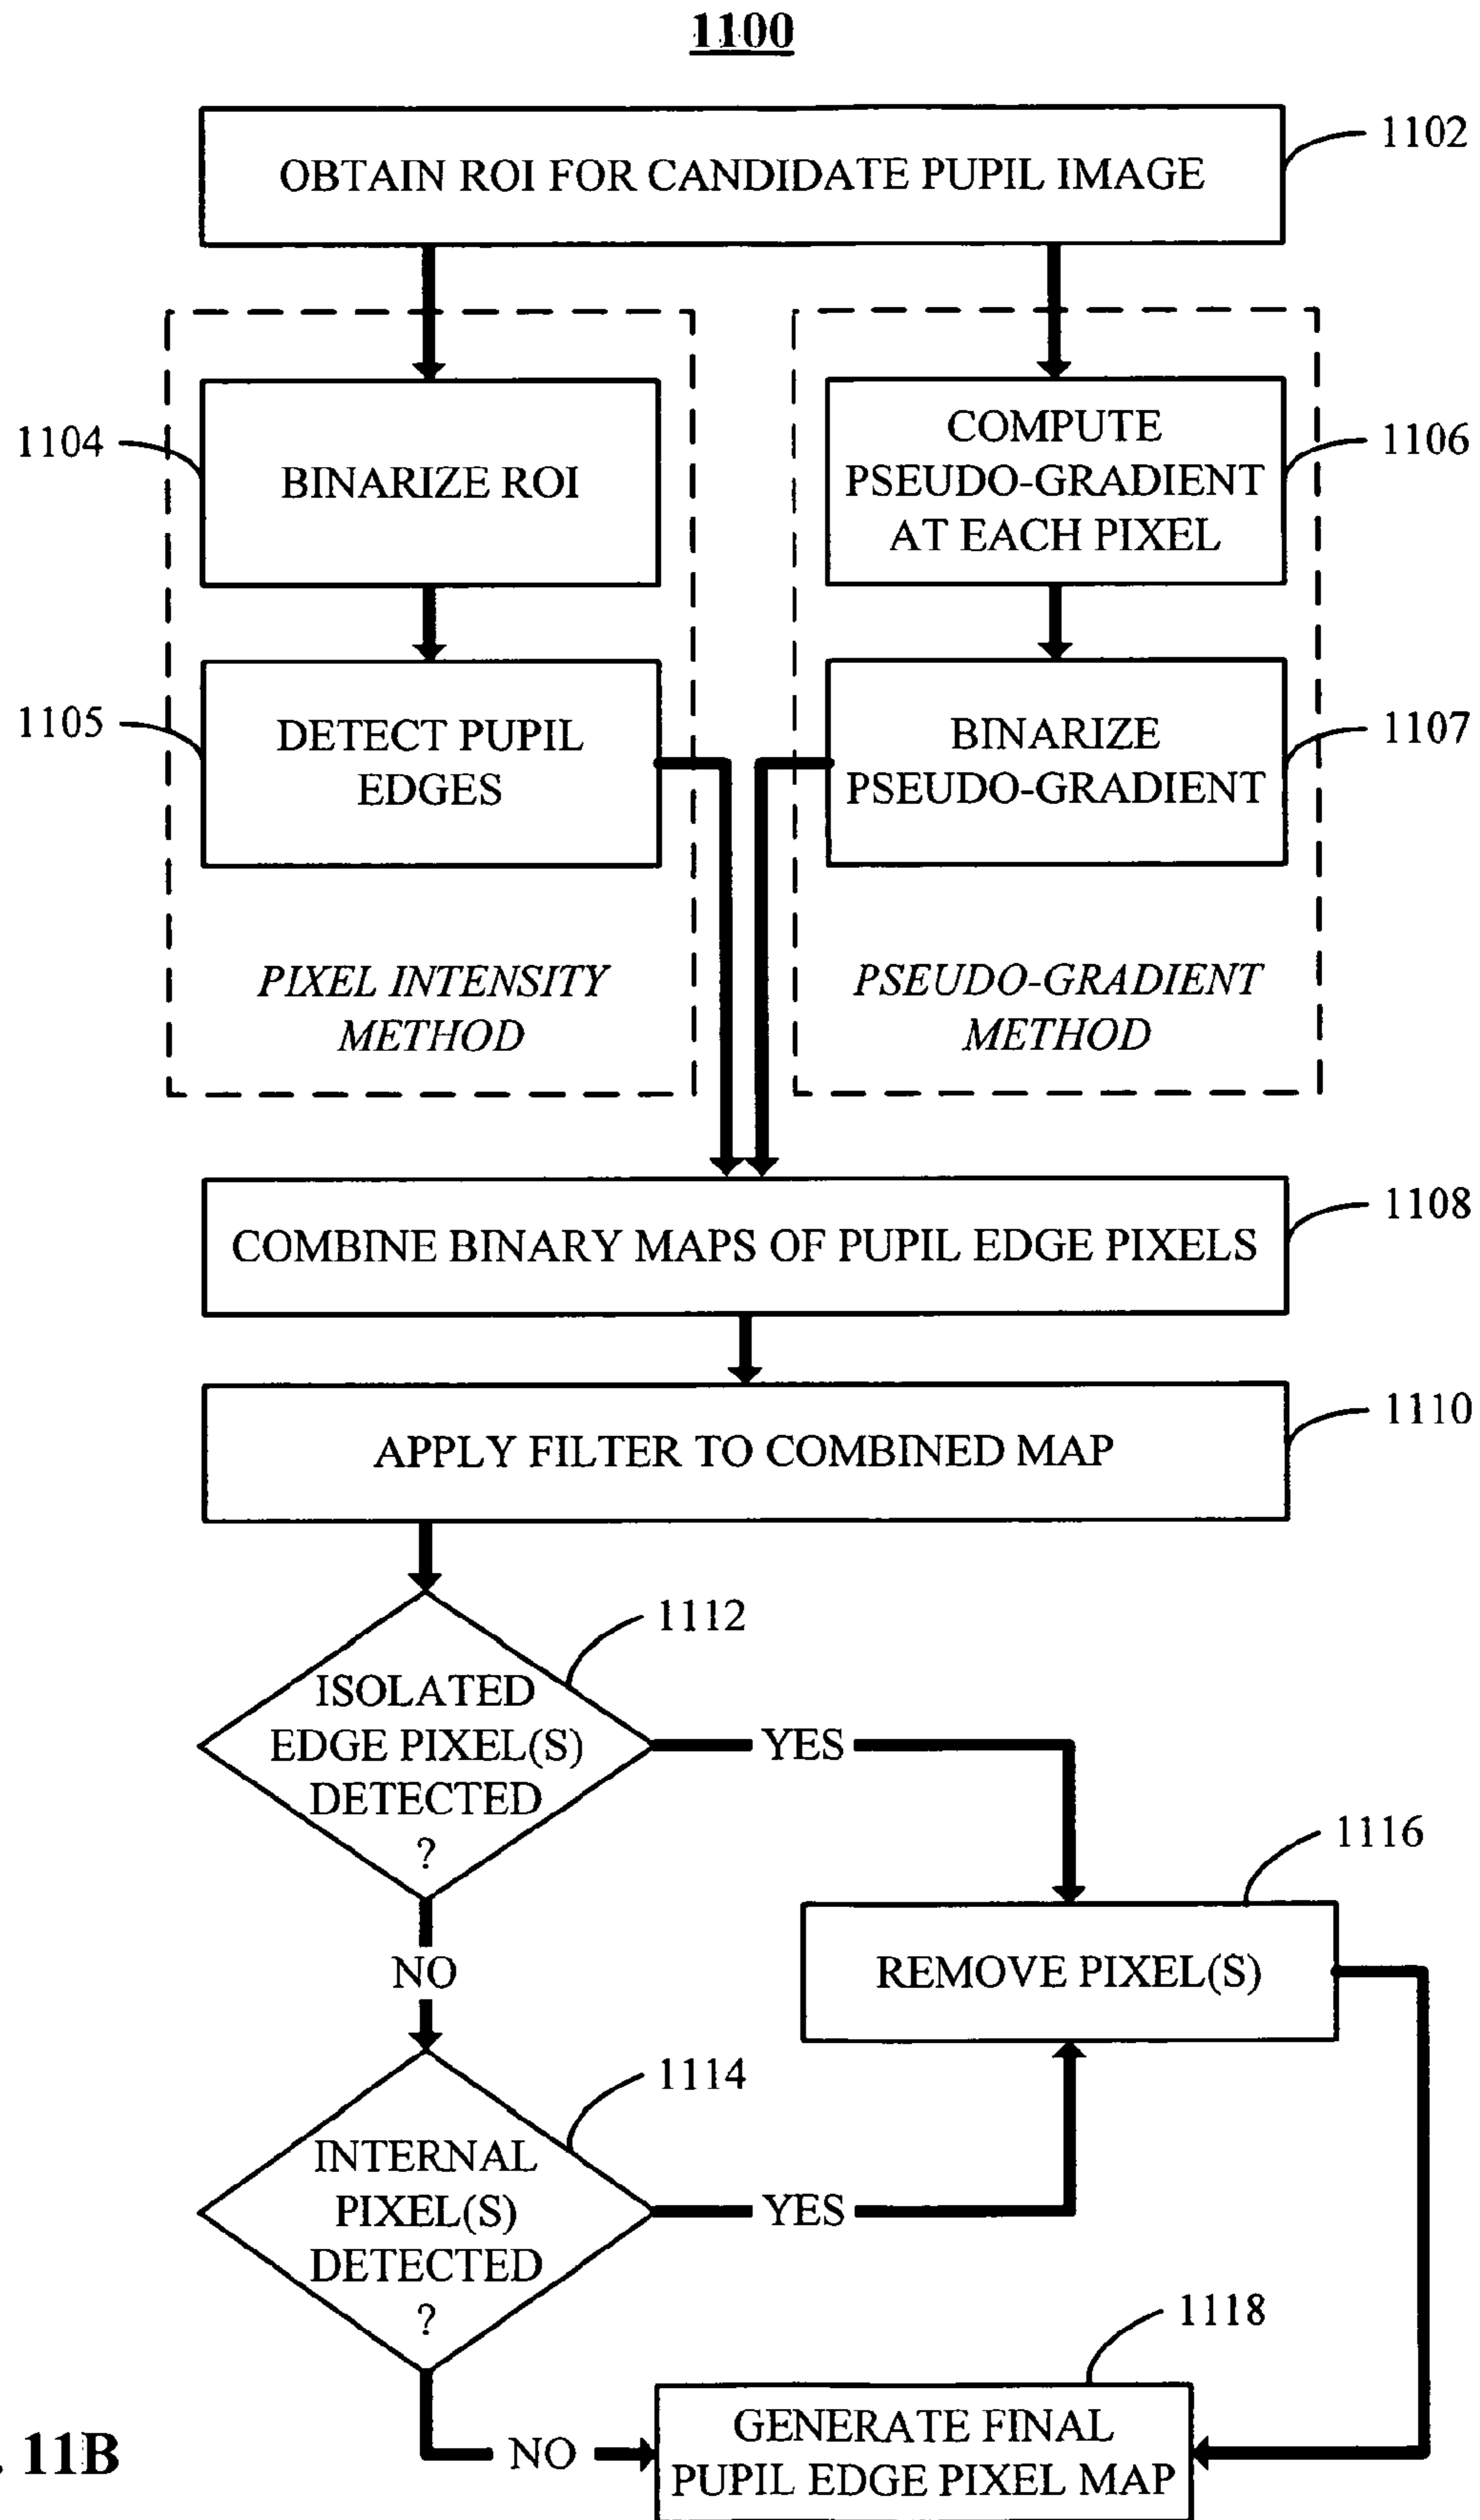 1100
OBTAIN ROI FOR CANDIDATE PUPIL IMAGE
1102
1104
BINARIZE ROI
COMPUTE
PSEUDO-GRADIENT
AT EACH PIXEL
1106
1105
DETECT PUPIL
EDGES
BINARIZE
PSEUDO-GRADIENT
1107
PIXEL INTENSITY
METHOD
PSEUDO-GRADIENT
METHOD
COMBINE BINARY MAPS OF PUPIL EDGE PIXELS
1108
APPLY FILTER TO COMBINED MAP
1110
1112
ISOLATED
EDGE PIXEL(S)
DETECTED
?
YES
1116
REMOVE PIXEL(S)
NO
1114
INTERNAL
PIXEL(S)
DETECTED
?
YES
1118
NO
GENERATE FINAL
PUPIL EDGE PIXEL MAP
. 11B